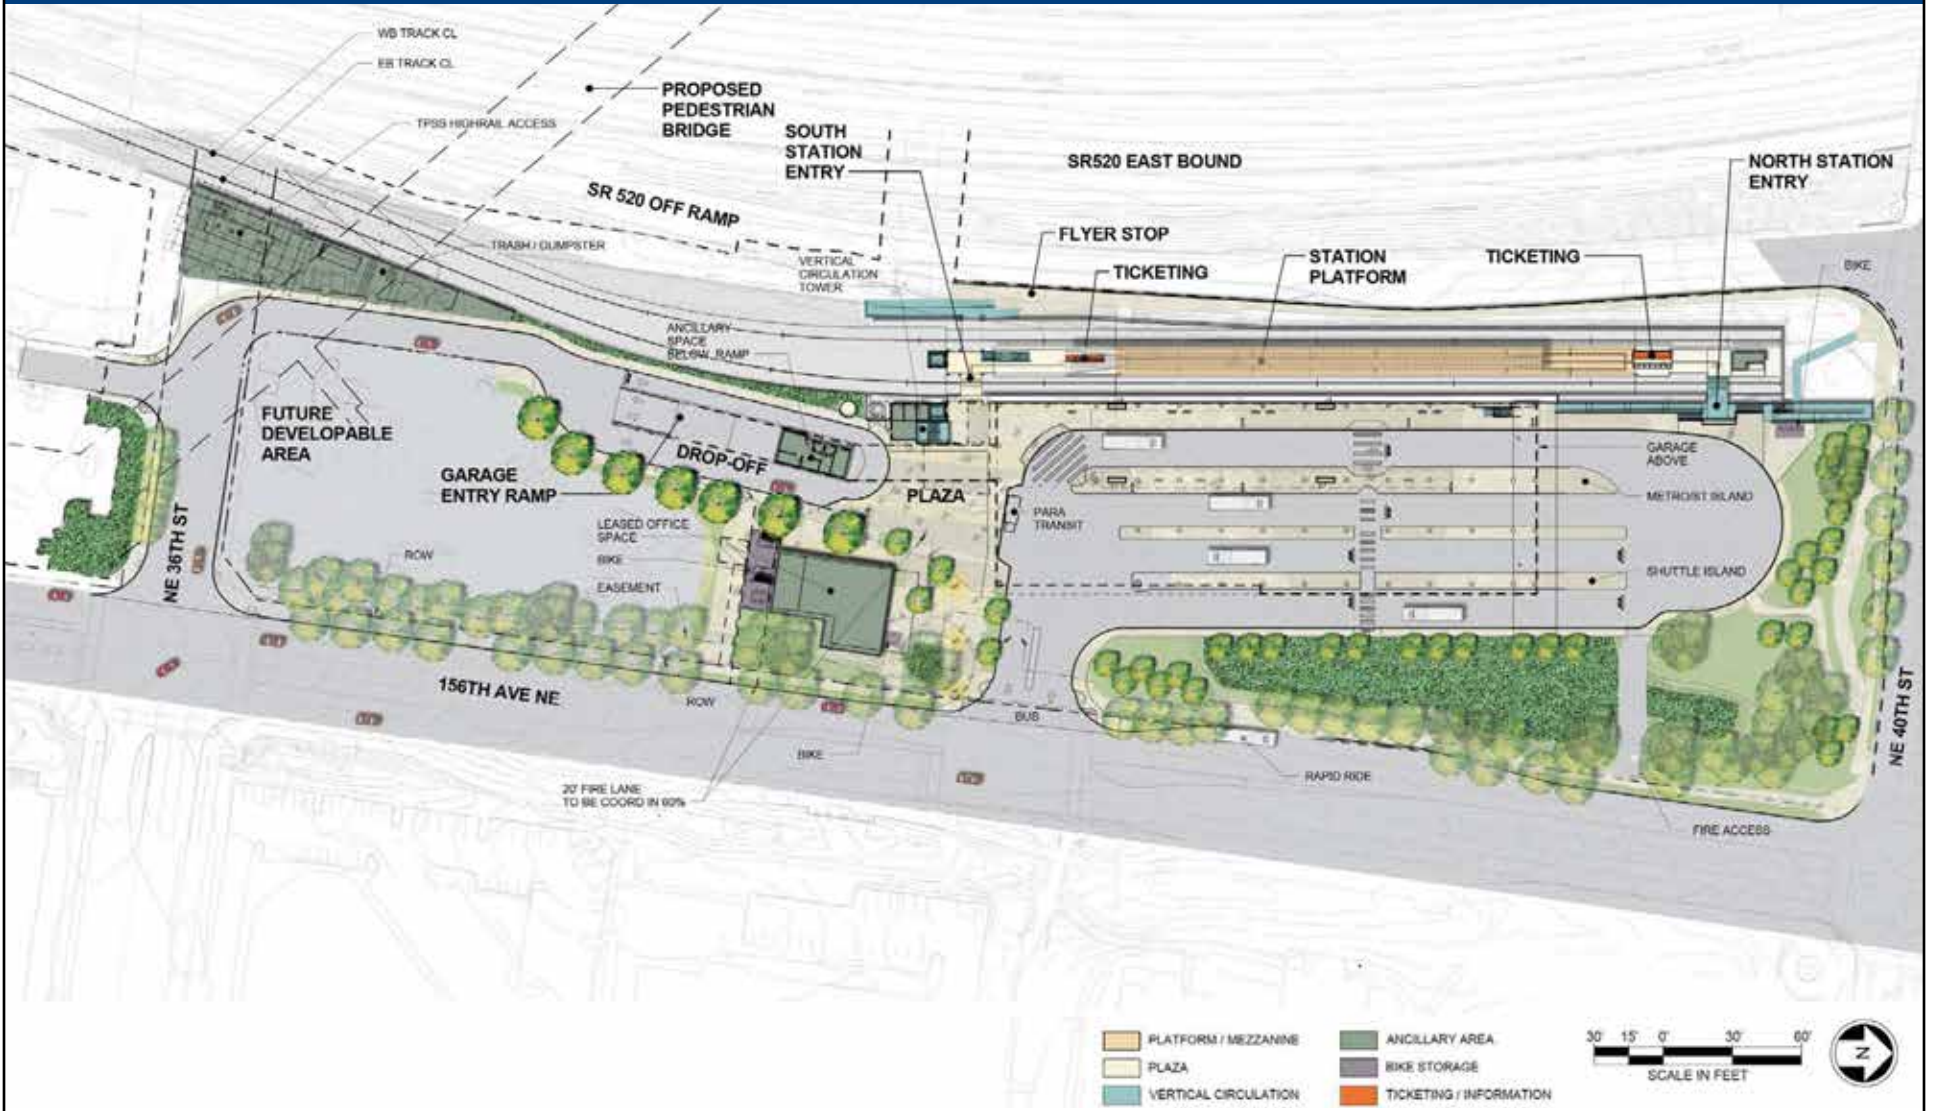 WB TRACK CL
EB TRACK CL
TPSS HIGHRAIL ACCESS
PROPOSED
PEDESTRIAN
BRIDGE
SOUTH
STATION
ENTRY
SR520 EAST BOUND
NORTH STATION
ENTRY
SR 520 OFF RAMP
FLYER STOP
TICKETING
STATION
PLATFORM
TICKETING
BIKE
TRASH / DUMPSTER
VERTICAL
CIRCULATION
TOWER
ANCILLARY
SPACE
BELOW RAMP
FUTURE
DEVELOPABLE
AREA
GARAGE
ENTRY RAMP
DROP-OFF
PLAZA
PARA
TRANSIT
GARAGE
ABOVE
METRO/ST ISLAND
SHUTTLE ISLAND
LEASED OFFICE
SPACE
BIKE
EASEMENT
ROW
NE 36TH ST
156TH AVE NE
ROW
BUS
BIKE
20' FIRE LANE
TO BE COORD IN 60%
RAPID RIDE
FIRE ACCESS
NE 40TH ST
PLATFORM / MEZZANINE
PLAZA
VERTICAL CIRCULATION
ANCILLARY AREA
BIKE STORAGE
TICKETING / INFORMATION
30' 15' 0' 30' 60'
SCALE IN FEET
N